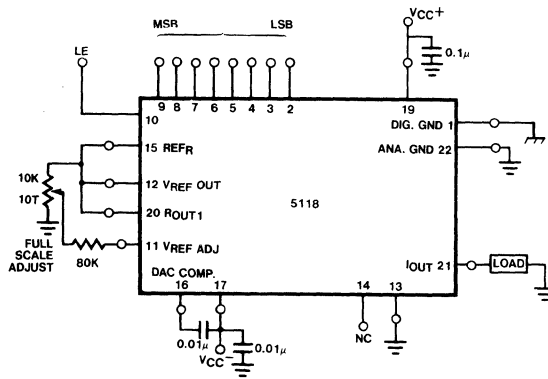 MSB LSB
VCC+
LE
0.1μ
9 8 7 6 5 4 3 2
19
10
DIG. GND 1
15 REFR
ANA. GND 22
10K
10T
12 VREF OUT
5118
20 ROUT1
FULL
SCALE
ADJUST
11 VREF ADJ
80K
IOUT 21
LOAD
DAC COMP.
16 17
14 13
0.01μ
0.01μ
VCC−
NC